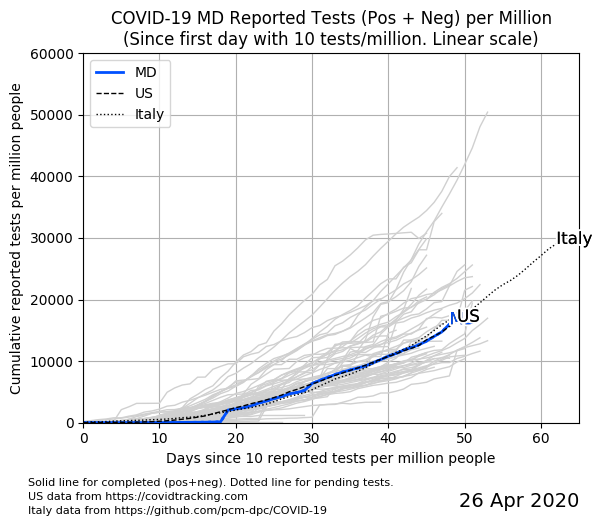 COVID-19 MD Reported Tests (Pos + Neg) per Million
(Since first day with 10 tests/million. Linear scale)
Cumulative reported tests per million people
60000
50000
40000
30000
20000
10000
0
MD
US
Italy
Italy
US
0 10 20 30 40 50 60
Days since 10 reported tests per million people
Solid line for completed (pos+neg). Dotted line for pending tests.
US data from https://covidtracking.com
Italy data from https://github.com/pcm-dpc/COVID-19
26 Apr 2020